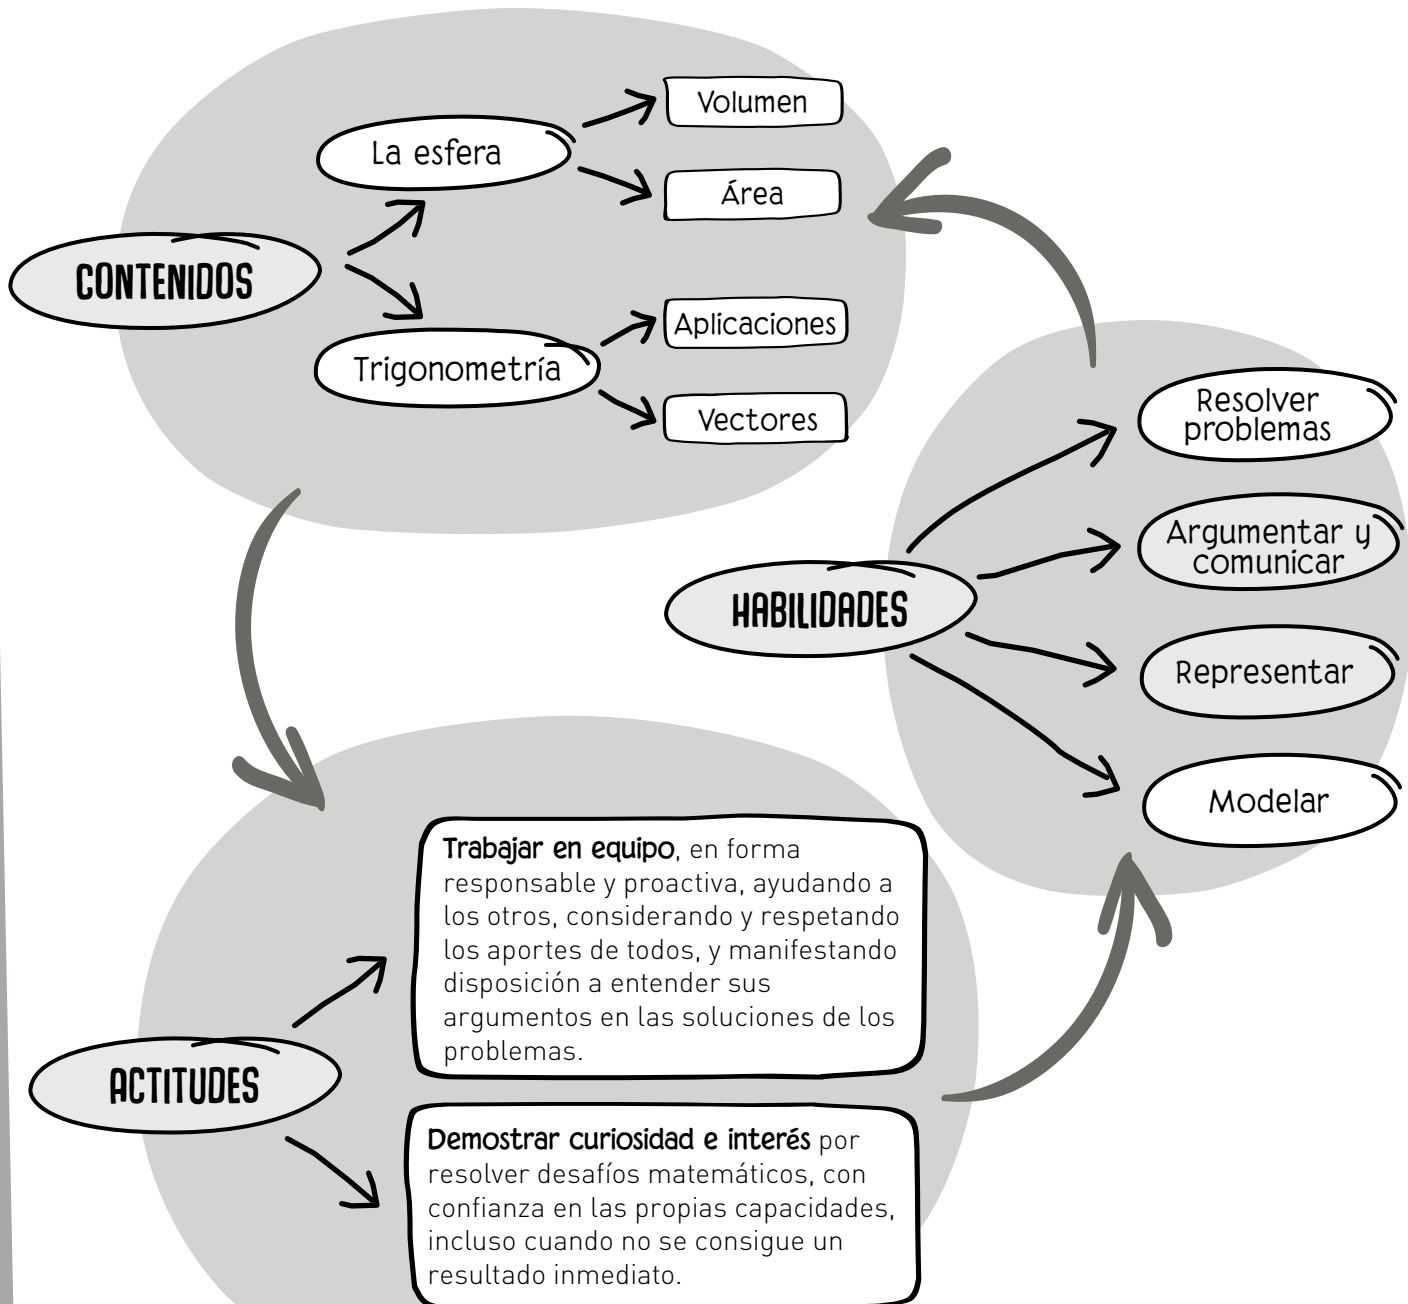 CONTENIDOS
La esfera
Volumen
Área
Trigonometría
Aplicaciones
Vectores
HABILIDADES
Resolver
problemas
Argumentar y
comunicar
Representar
Modelar
ACTITUDES
Trabajar en equipo, en forma
responsable y proactiva, ayudando a
los otros, considerando y respetando
los aportes de todos, y manifestando
disposición a entender sus
argumentos en las soluciones de los
problemas.
Demostrar curiosidad e interés por
resolver desafíos matemáticos, con
confianza en las propias capacidades,
incluso cuando no se consigue un
resultado inmediato.